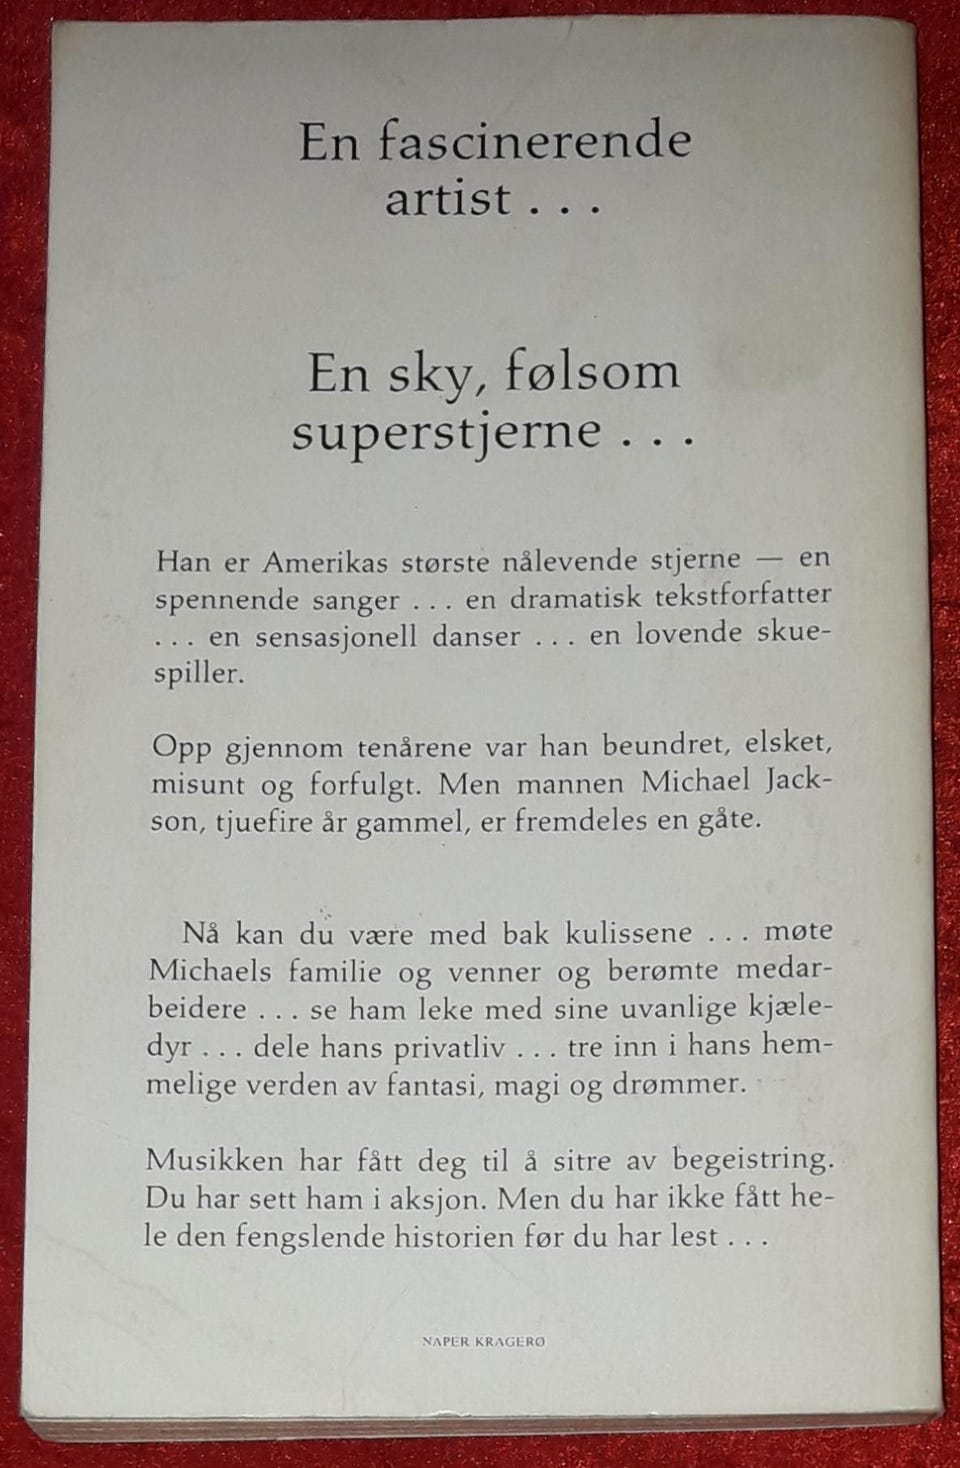 En fascinerende
artist . . .
En sky, følsom
superstjerne . . .
Han er Amerikas største nålevende stjerne — en
spennende sanger . . . en dramatisk tekstforfatter
. . . en sensasjonell danser . . . en lovende skue-
spiller.
Opp gjennom tenårene var han beundret, elsket,
misunt og forfulgt. Men mannen Michael Jack-
son, tjuefire år gammel, er fremdeles en gåte.
Nå kan du være med bak kulissene . . . møte
Michaels familie og venner og berømte medar-
beidere . . . se ham leke med sine uvanlige kjæle-
dyr . . . dele hans privatliv . . . tre inn i hans hem-
melige verden av fantasi, magi og drømmer.
Musikken har fått deg til å sitre av begeistring.
Du har sett ham i aksjon. Men du har ikke fått he-
le den fengslende historien før du har lest . . .
NAPER KRAGERØ